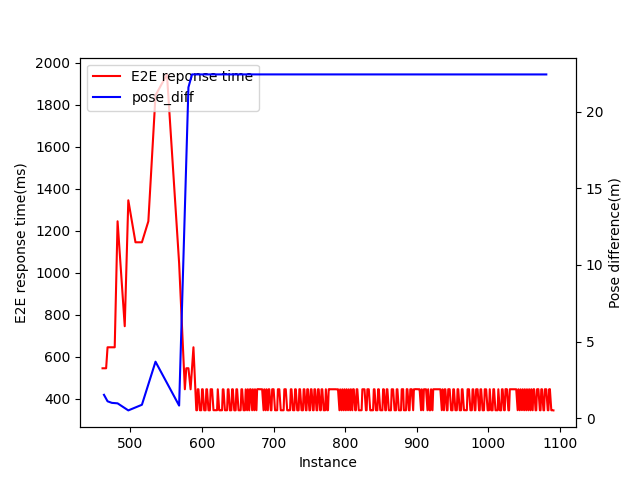 E2E reponse time
pose_diff
2000
1800
1600
1400
1200
1000
800
600
400
E2E response time(ms)
20
15
10
5
0
Pose difference(m)
500 600 700 800 900 1000 1100
Instance